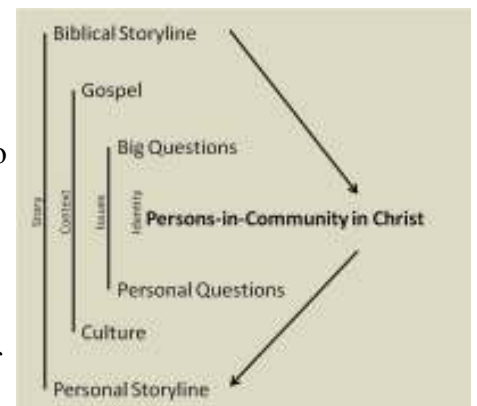 Biblical Storyline
Gospel
Big Questions
Story
Context
Issues
Identity
Persons-in-Community in Christ
Personal Questions
Culture
Personal Storyline